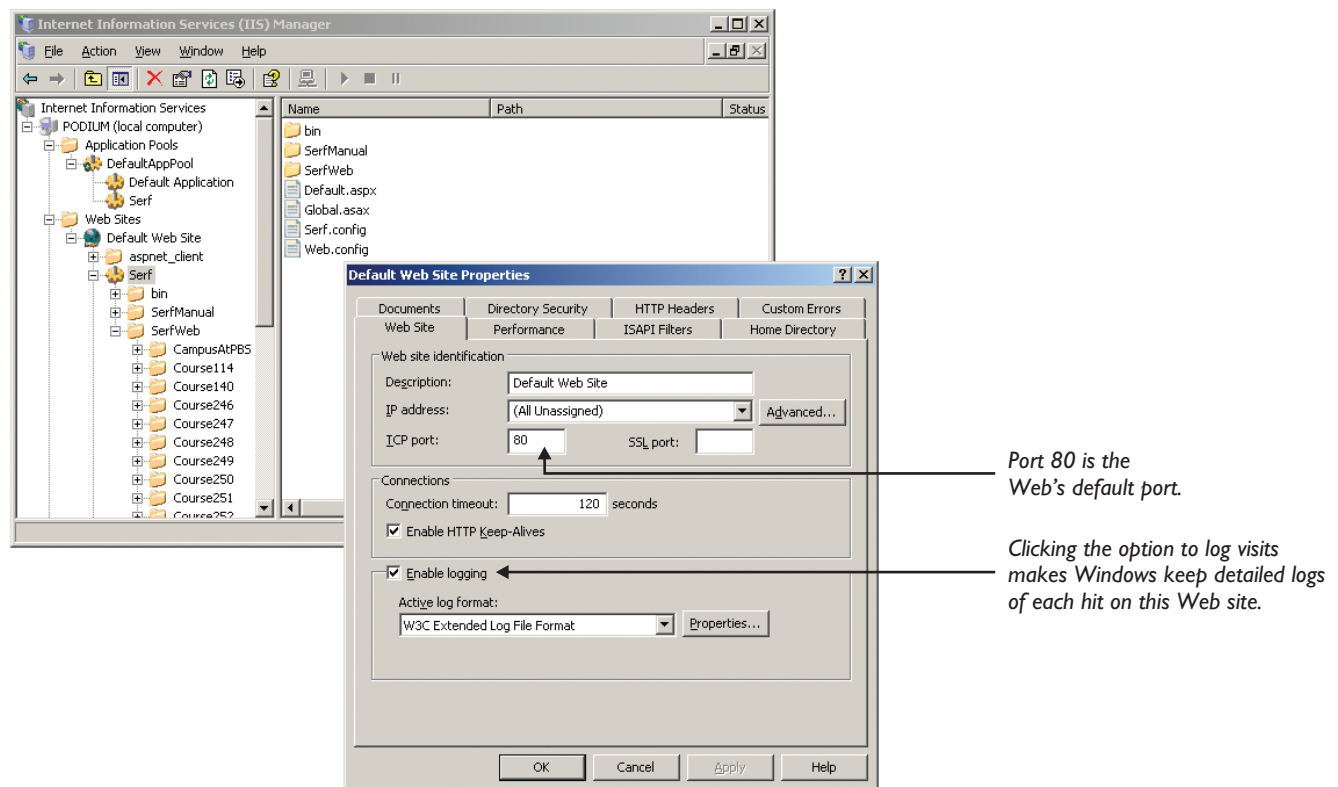 Internet Information Services (IIS) Manager
File Action View Window Help
Internet Information Services
PODIUM (local computer)
Application Pools
DefaultAppPool
Default Application
Serf
Web Sites
Default Web Site
aspnet_client
Serf
bin
SerfManual
SerfWeb
CampusAtPBS
Course114
Course140
Course246
Course247
Course248
Course249
Course250
Course251
Course252
Name Path Status
bin
SerfManual
SerfWeb
Default.aspx
Global.asax
Serf.config
Web.config
Default Web Site Properties
Documents Directory Security HTTP Headers Custom Errors
Web Site Performance ISAPI Filters Home Directory
Web site identification
Description: Default Web Site
IP address: (All Unassigned) Advanced...
TCP port: 80 SSL port:
Connections
Connection timeout: 120 seconds
Enable HTTP Keep-Alives
Enable logging
Active log format:
W3C Extended Log File Format Properties...
OK Cancel Apply Help
Port 80 is the
Web's default port.
Clicking the option to log visits
makes Windows keep detailed logs
of each hit on this Web site.